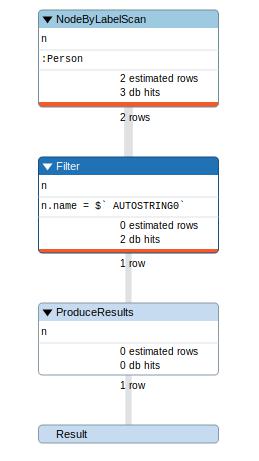 NodeByLabelScan
n
:Person
2 estimated rows
3 db hits
2 rows
Filter
n
n.name = $` AUTOSTRING0`
0 estimated rows
2 db hits
1 row
ProduceResults
n
0 estimated rows
0 db hits
1 row
Result